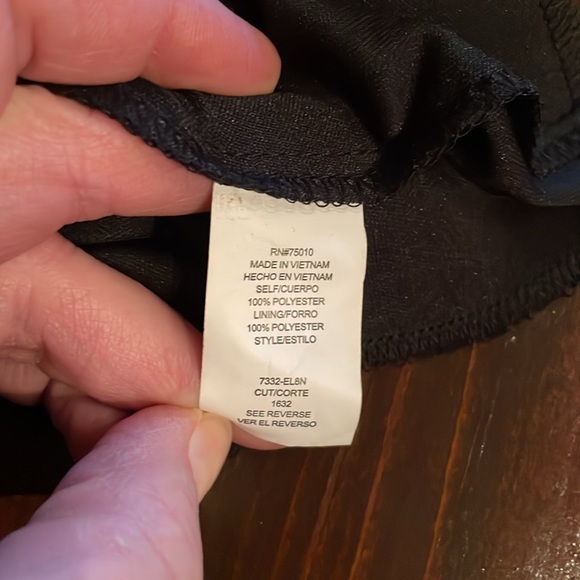 RN#75010
MADE IN VIETNAM
HECHO EN VIETNAM
SELF/CUERPO
100% POLYESTER
LINING/FORRO
100% POLYESTER
STYLE/ESTILO
7332-EL8N
CUT/CORTE
1632
SEE REVERSE
VER EL REVERSO